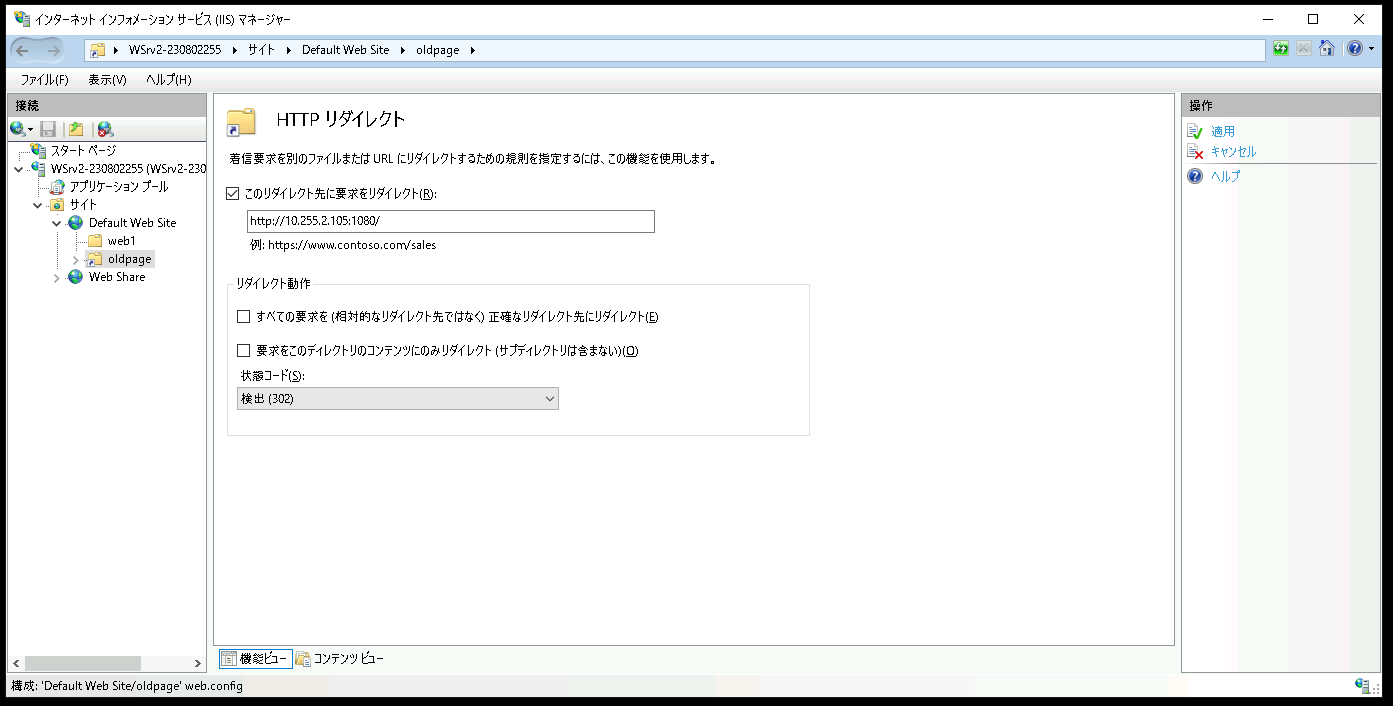 インターネット インフォメーション サービス (IIS) マネージャー
WSrv2-230802255 サイト Default Web Site oldpage
ファイル(F) 表示(V) ヘルプ(H)
接続
スタート ページ
WSrv2-230802255 (WSrv2-230
アプリケーション プール
サイト
Default Web Site
web1
oldpage
Web Share
HTTP リダイレクト
着信要求を別のファイルまたは URL にリダイレクトするための規則を指定するには、この機能を使用します。
このリダイレクト先に要求をリダイレクト(R):
http://10.255.2.105:1080/
例: https://www.contoso.com/sales
リダイレクト動作
すべての要求を (相対的なリダイレクト先ではなく) 正確なリダイレクト先にリダイレクト(E)
要求をこのディレクトリのコンテンツにのみリダイレクト (サブディレクトリは含まない)(O)
状態コード(S):
検出 (302)
機能ビュー コンテンツ ビュー
操作
適用
キャンセル
ヘルプ
構成: 'Default Web Site/oldpage' web.config